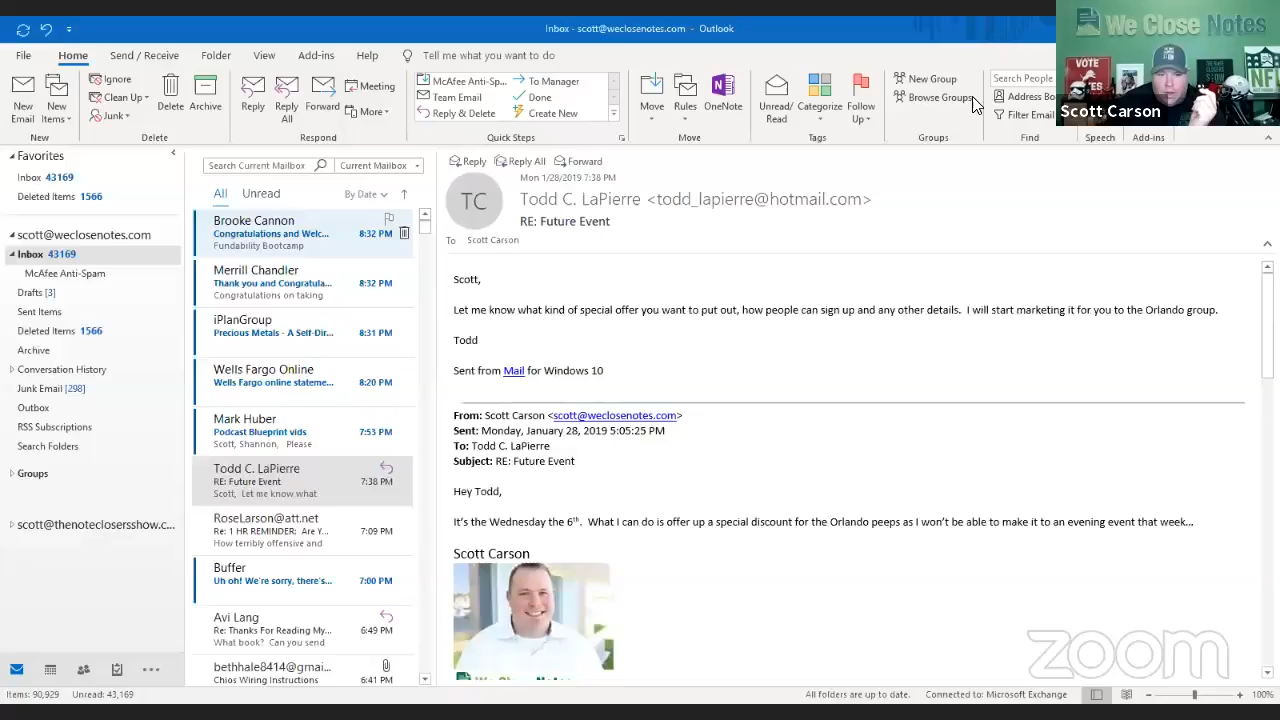 Inbox - scott@weclosenotes.com - Outlook
We Close Notes
VOTE
NFL
Scott Carson
File Home Send / Receive Folder View Add-ins Help Tell me what you want to do
New Email
New Items
New
Ignore
Clean Up
Junk
Delete
Archive
Delete
Reply
Reply All
Forward
Meeting
More
Respond
McAfee Anti-Sp...
Team Email
Reply & Delete
To Manager
Done
Create New
Quick Steps
Move
Rules
OneNote
Move
Unread/ Read
Categorize
Follow Up
Tags
New Group
Browse Groups
Groups
Search People
Address Bo
Filter Email
Find
Speech
Add-ins
Favorites
Inbox 43169
Deleted Items 1566
scott@weclosenotes.com
Inbox 43169
McAfee Anti-Spam
Drafts [3]
Sent Items
Deleted Items 1566
Archive
Conversation History
Junk Email [298]
Outbox
RSS Subscriptions
Search Folders
Groups
scott@thenoteclosersshow.c...
Search Current Mailbox Current Mailbox
All Unread By Date
Brooke Cannon
Congratulations and Welc... 8:32 PM
Fundability Bootcamp
Merrill Chandler
Thank you and Congratula... 8:32 PM
Congratulations on taking
iPlanGroup
Precious Metals - A Self-Dir... 8:31 PM
Wells Fargo Online
Wells Fargo online stateme... 8:20 PM
Mark Huber
Podcast Blueprint vids 7:53 PM
Scott, Shannon, Please
Todd C. LaPierre
RE: Future Event 7:38 PM
Scott, Let me know what
RoseLarson@att.net
Re: 1 HR REMINDER: Are Y... 7:09 PM
How terribly offensive and
Buffer
Uh oh! We're sorry, there's... 7:00 PM
Avi Lang
Re: Thanks For Reading My... 6:49 PM
What book? Can you send
bethhale8414@gmai...
Chios Wiring Instructions 6:41 PM
Reply Reply All Forward
Mon 1/28/2019 7:38 PM
TC
Todd C. LaPierre <todd_lapierre@hotmail.com>
RE: Future Event
To Scott Carson
Scott,
Let me know what kind of special offer you want to put out, how people can sign up and any other details. I will start marketing it for you to the Orlando group.
Todd
Sent from Mail for Windows 10
From: Scott Carson <scott@weclosenotes.com>
Sent: Monday, January 28, 2019 5:05:25 PM
To: Todd C. LaPierre
Subject: RE: Future Event
Hey Todd,
It's the Wednesday the 6th. What I can do is offer up a special discount for the Orlando peeps as I won't be able to make it to an evening event that week...
Scott Carson
We Close Notes
zoom
Items: 90,929 Unread: 43,169 All folders are up to date. Connected to: Microsoft Exchange 100%